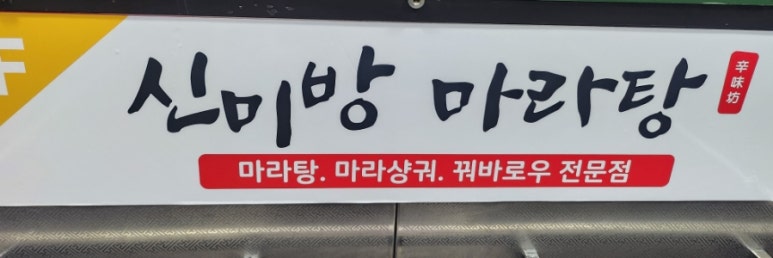 신미방 마라탕
辛味坊
마라탕. 마라샹궈. 꿔바로우 전문점